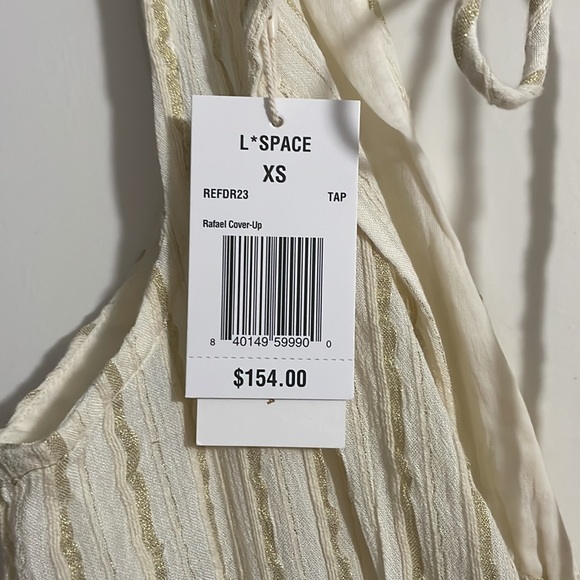 L*SPACE
XS
REFDR23 TAP
Rafael Cover-Up
8 40149 59990 0
$154.00